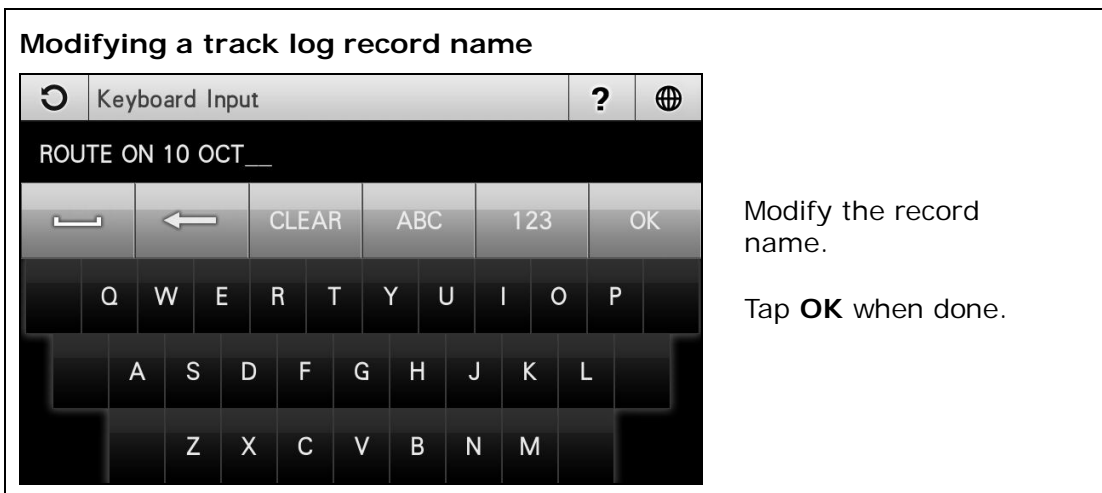 Modifying a track log record name
Keyboard Input ?
ROUTE ON 10 OCT__
CLEAR ABC 123 OK
Q W E R T Y U I O P
A S D F G H J K L
Z X C V B N M
Modify the record
name.
Tap OK when done.